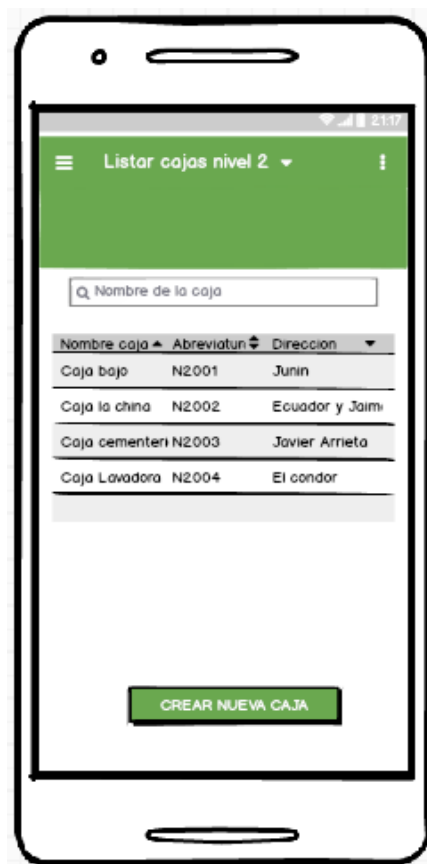 21:17
Listar cajas nivel 2
Nombre de la caja
Nombre caja Abreviatun Direccion
Caja bajo N2001 Junin
Caja la china N2002 Ecuador y Jaim
Caja cementeri N2003 Javier Arrieta
Caja Lavadora N2004 El condor
CREAR NUEVA CAJA